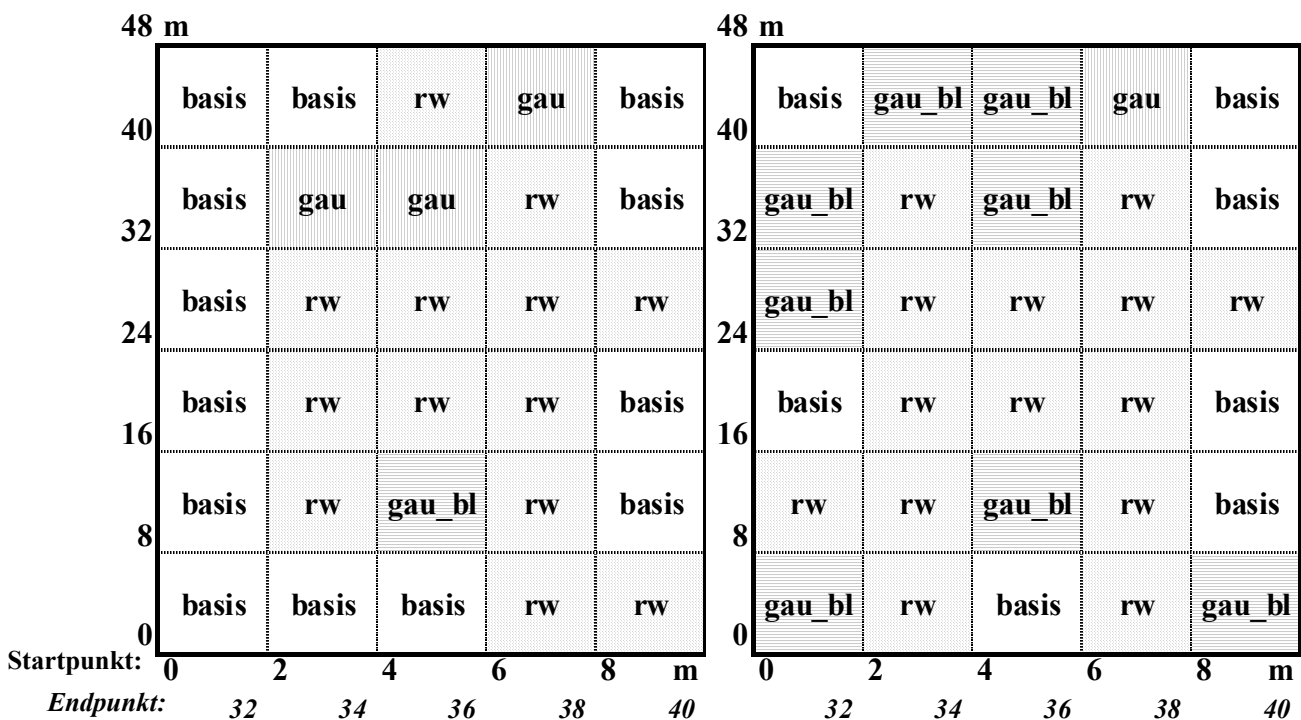 48 m 48 m
basis basis rw gau basis basis gau_bl gau_bl gau basis
40 40
basis gau gau rw basis gau_bl rw gau_bl rw basis
32 32
basis rw rw rw rw gau_bl rw rw rw rw
24 24
basis rw rw rw basis basis rw rw rw basis
16 16
basis rw gau_bl rw basis rw rw gau_bl rw basis
8 8
basis basis basis rw rw gau_bl rw basis rw gau_bl
0 0
Startpunkt: 0 2 4 6 8 m 0 2 4 6 8 m
Endpunkt: 32 34 36 38 40 32 34 36 38 40